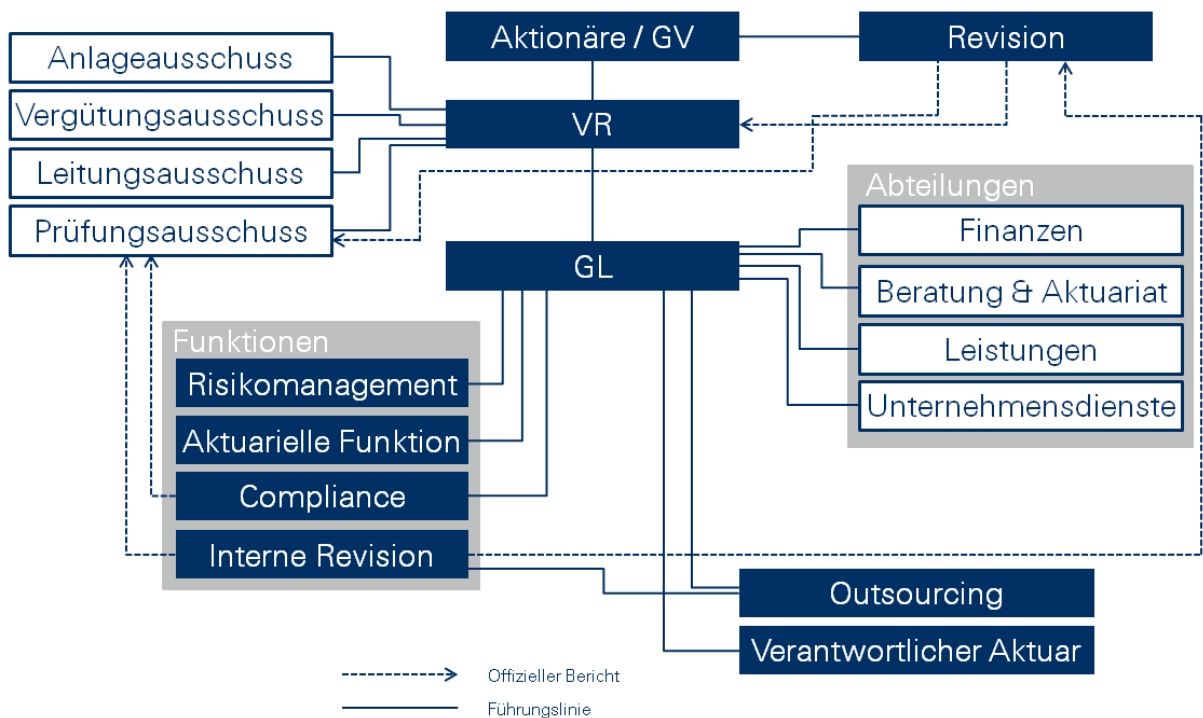 Aktionäre / GV
Revision
Anlageausschuss
Vergütungsausschuss
VR
Leitungsausschuss
Prüfungsausschuss
Abteilungen
Finanzen
GL
Beratung & Aktuariat
Leistungen
Unternehmensdienste
Funktionen
Risikomanagement
Aktuarielle Funktion
Compliance
Interne Revision
Outsourcing
Verantwortlicher Aktuar
Offizieller Bericht
Führungslinie